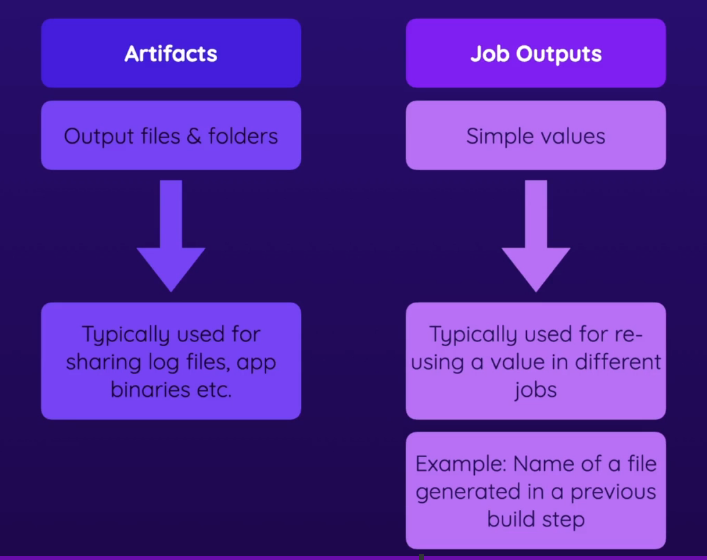 Artifacts
Output files & folders
Typically used for
sharing log files, app
binaries etc.
Job Outputs
Simple values
Typically used for re-
using a value in different
jobs
Example: Name of a file
generated in a previous
build step